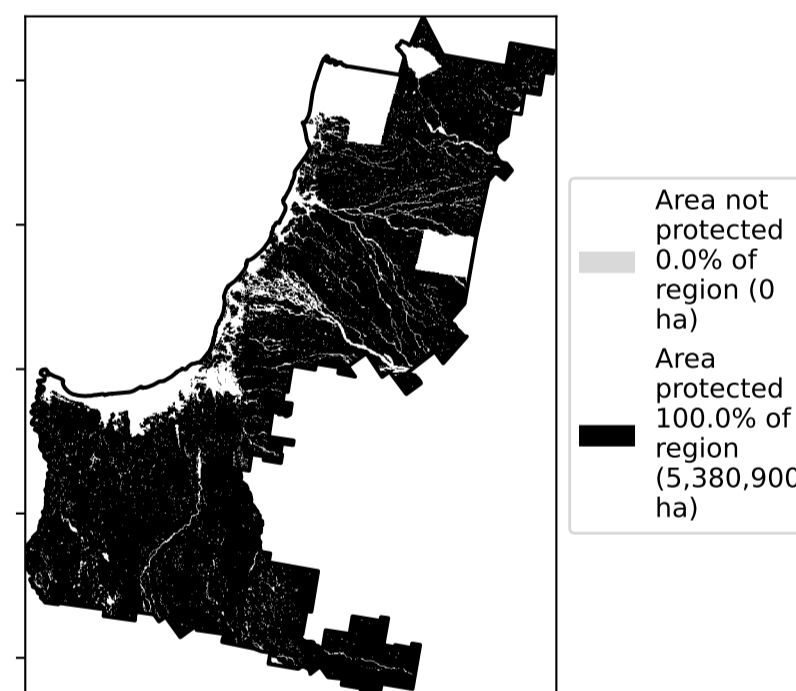 Area not
protected
0.0% of
region (0
ha)
Area
protected
100.0% of
region
(5,380,900
ha)